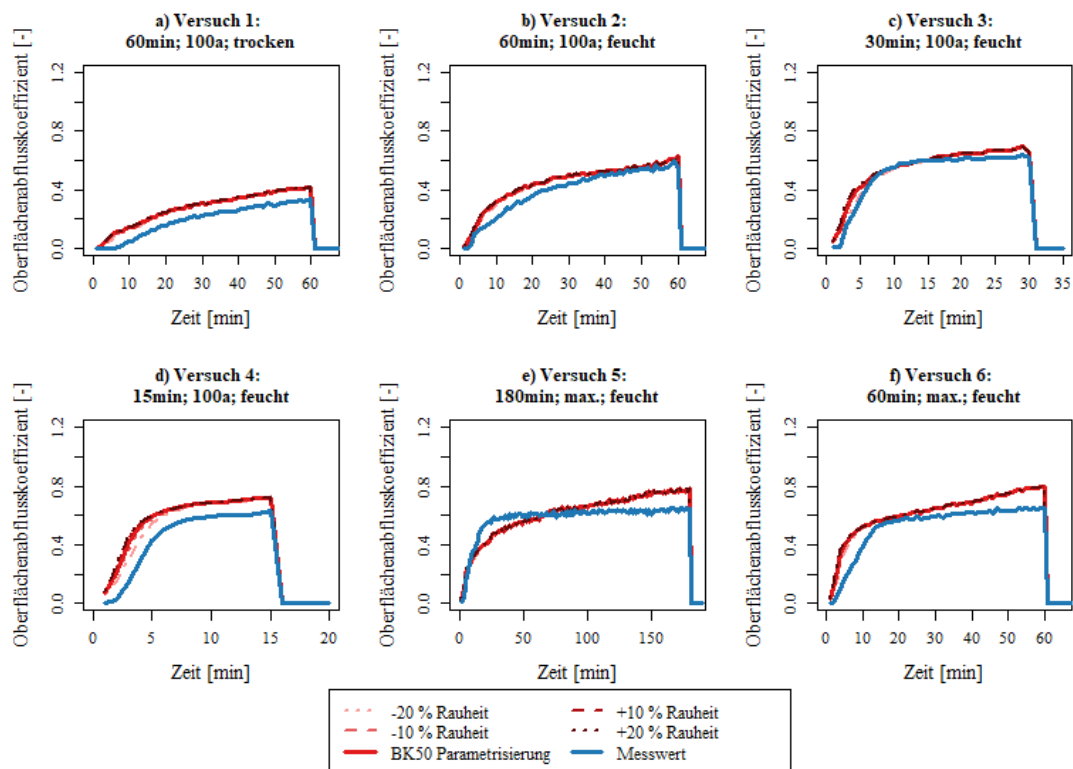 a) Versuch 1:
60min; 100a; trocken
Oberflächenabflusskoeffizient [-]
0.0 0.4 0.8 1.2
0 10 20 30 40 50 60
Zeit [min]
b) Versuch 2:
60min; 100a; feucht
Oberflächenabflusskoeffizient [-]
0.0 0.4 0.8 1.2
0 10 20 30 40 50 60
Zeit [min]
c) Versuch 3:
30min; 100a; feucht
Oberflächenabflusskoeffizient [-]
0.0 0.4 0.8 1.2
0 5 10 15 20 25 30 35
Zeit [min]
d) Versuch 4:
15min; 100a; feucht
Oberflächenabflusskoeffizient [-]
0.0 0.4 0.8 1.2
0 5 10 15 20
Zeit [min]
e) Versuch 5:
180min; max.; feucht
Oberflächenabflusskoeffizient [-]
0.0 0.4 0.8 1.2
0 50 100 150
Zeit [min]
f) Versuch 6:
60min; max.; feucht
Oberflächenabflusskoeffizient [-]
0.0 0.4 0.8 1.2
0 10 20 30 40 50 60
Zeit [min]
-20 % Rauheit
-10 % Rauheit
BK50 Parametrisierung
+10 % Rauheit
+20 % Rauheit
Messwert